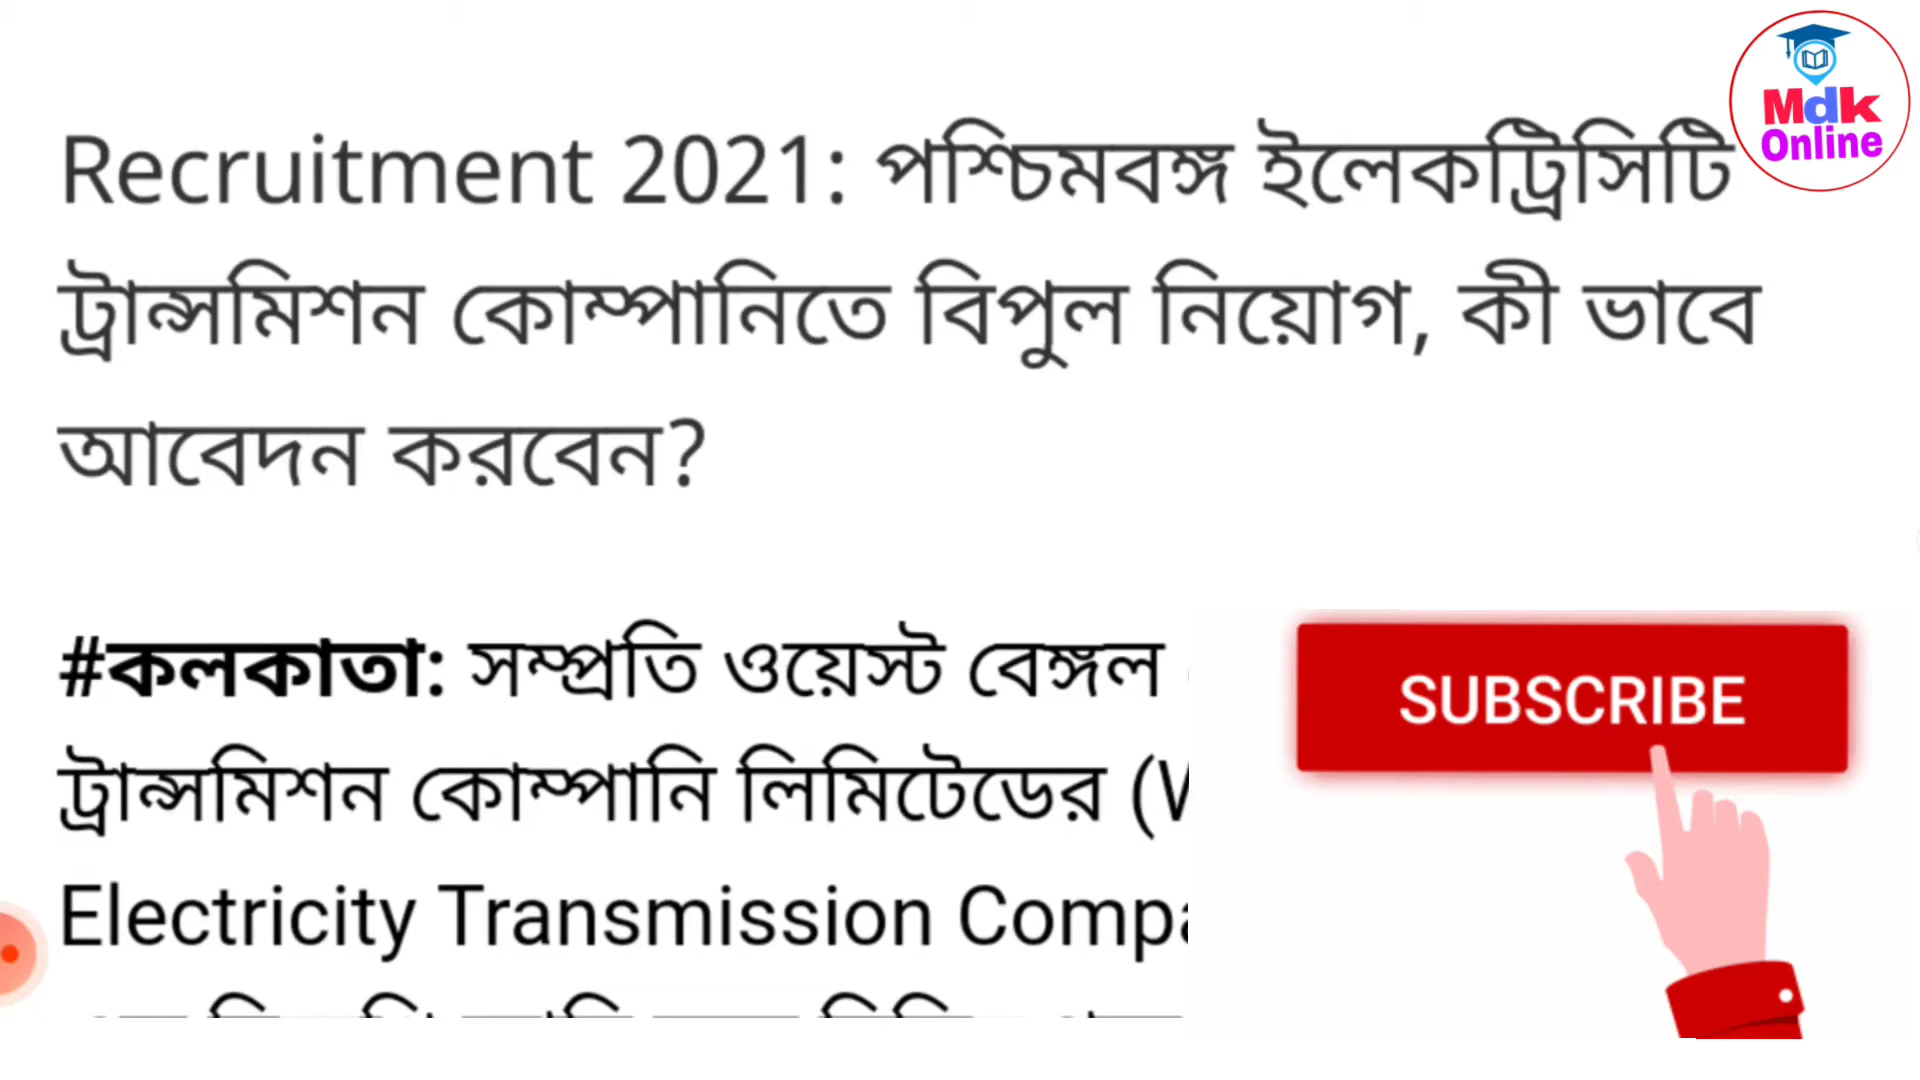 Mdk
Online
Recruitment 2021: পশ্চিমবঙ্গ ইলেকট্রিসিটি
ট্রান্সমিশন কোম্পানিতে বিপুল নিয়োগ, কী ভাবে
আবেদন করবেন?
#কলকাতা: সম্প্রতি ওয়েস্ট বেঙ্গল
ট্রান্সমিশন কোম্পানি লিমিটেডের (
Electricity Transmission
SUBSCRIBE